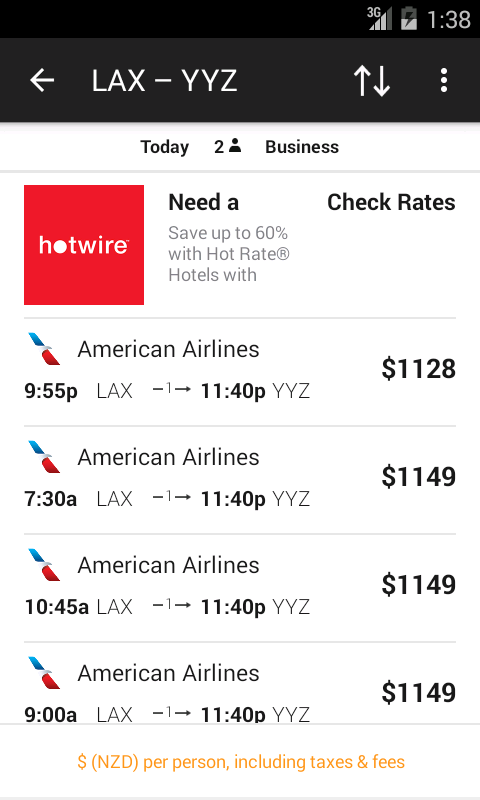 3G 1:38
LAX – YYZ
Today 2 Business
hotwire
Need a
Check Rates
Save up to 60%
with Hot Rate®
Hotels with
American Airlines
$1128
9:55p LAX 1 11:40p YYZ
American Airlines
$1149
7:30a LAX 1 11:40p YYZ
American Airlines
$1149
10:45a LAX 1 11:40p YYZ
American Airlines
$1149
9:00a LAX 1 11:40p YYZ
$ (NZD) per person, including taxes & fees